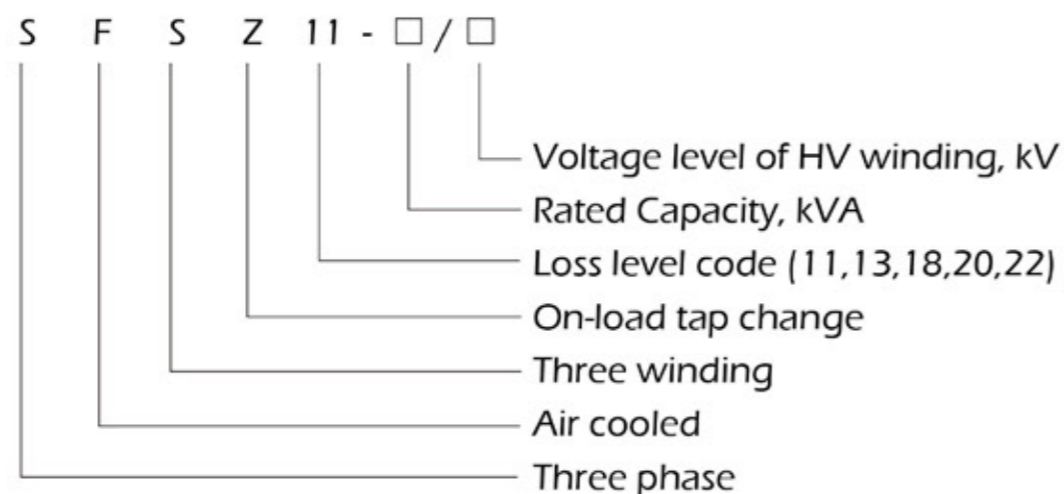 S F S Z 11 - □ / □
Voltage level of HV winding, kV
Rated Capacity, kVA
Loss level code (11,13,18,20,22)
On-load tap change
Three winding
Air cooled
Three phase